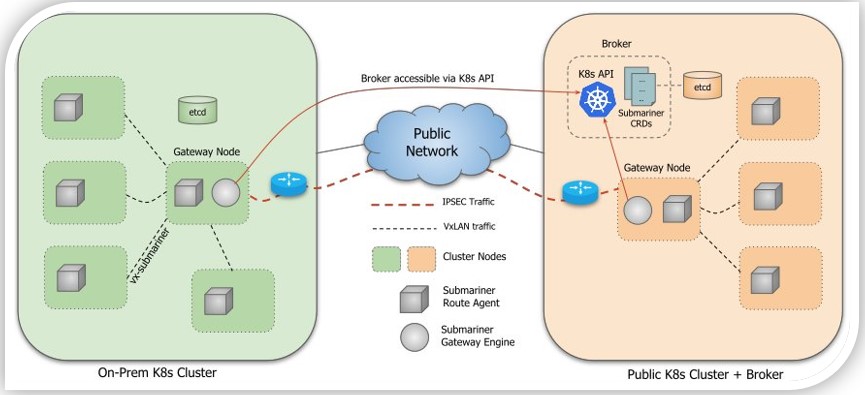 Broker
Broker accessible via K8s API
K8s API
etcd
etcd
Submariner
CRDs
Public
Network
Gateway Node
Gateway Node
IPSEC Traffic
VxLAN traffic
vx-submariner
Cluster Nodes
Submariner
Route Agent
Submariner
Gateway Engine
On-Prem K8s Cluster
Public K8s Cluster + Broker